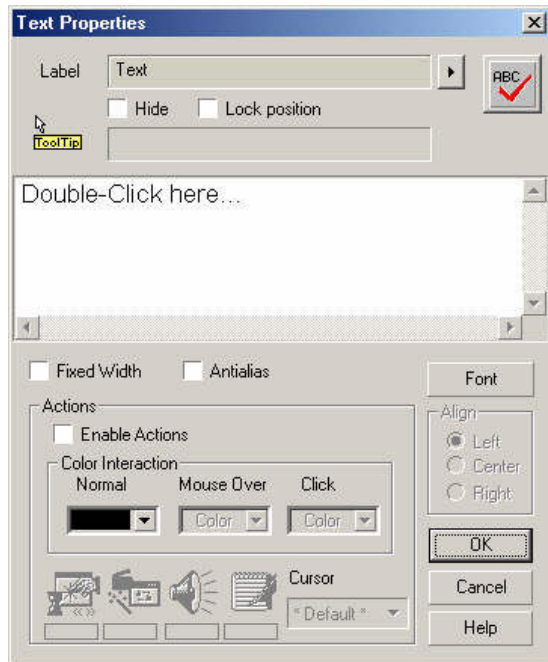 Text Properties
Label Text
ABC
Hide Lock position
ToolTip
Double-Click here...
Fixed Width Antialias
Font
Actions
Align
Enable Actions
Left
Color Interaction
Center
Normal Mouse Over Click
Right
Color Color
OK
Cursor
Cancel
* Default *
Help